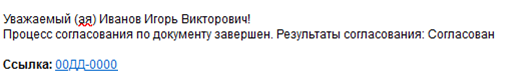 Уважаемый (ая) Иванов Игорь Викторович!
Процесс согласования по документу завершен. Результаты согласования: Согласован
Ссылка: 00ДД-0000